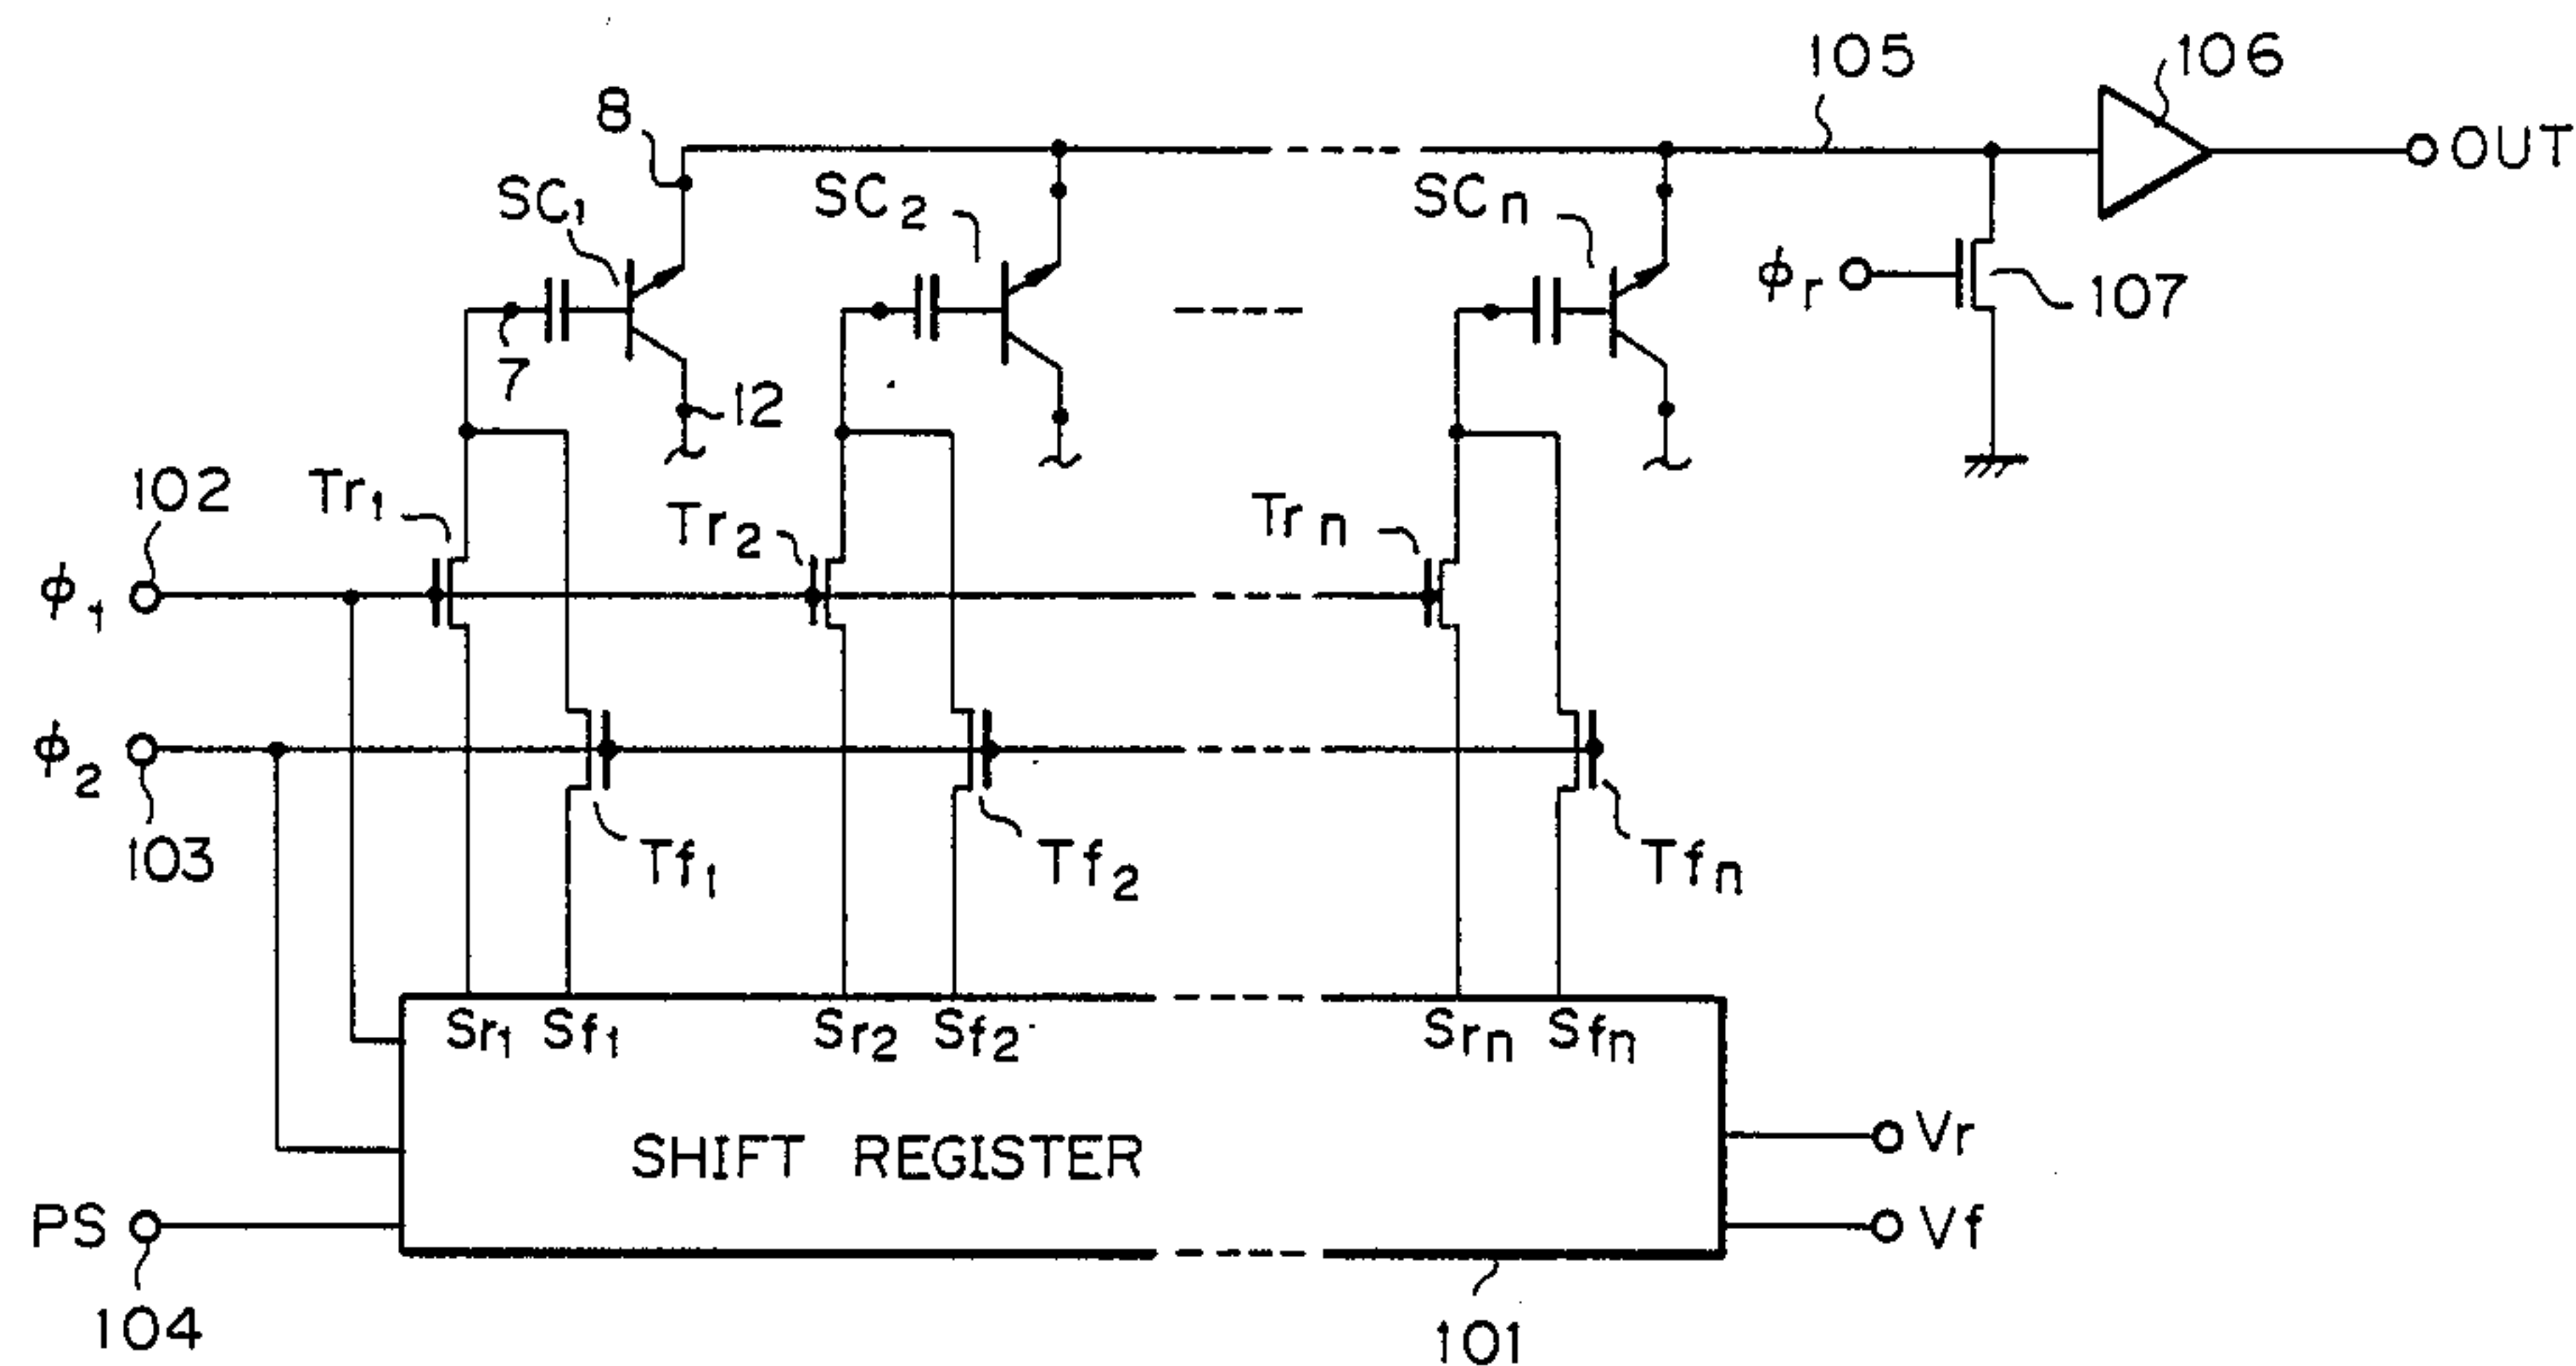 105
106
8
OUT
SC1
SC2
SCn
φr
107
7
12
102
Tr1
Tr2
Trn
φ1
φ2
103
Tf1
Tf2
Tfn
Sr1 Sf1 Sr2 Sf2 Srn Sfn
SHIFT REGISTER
Vr
PS
Vf
104
101